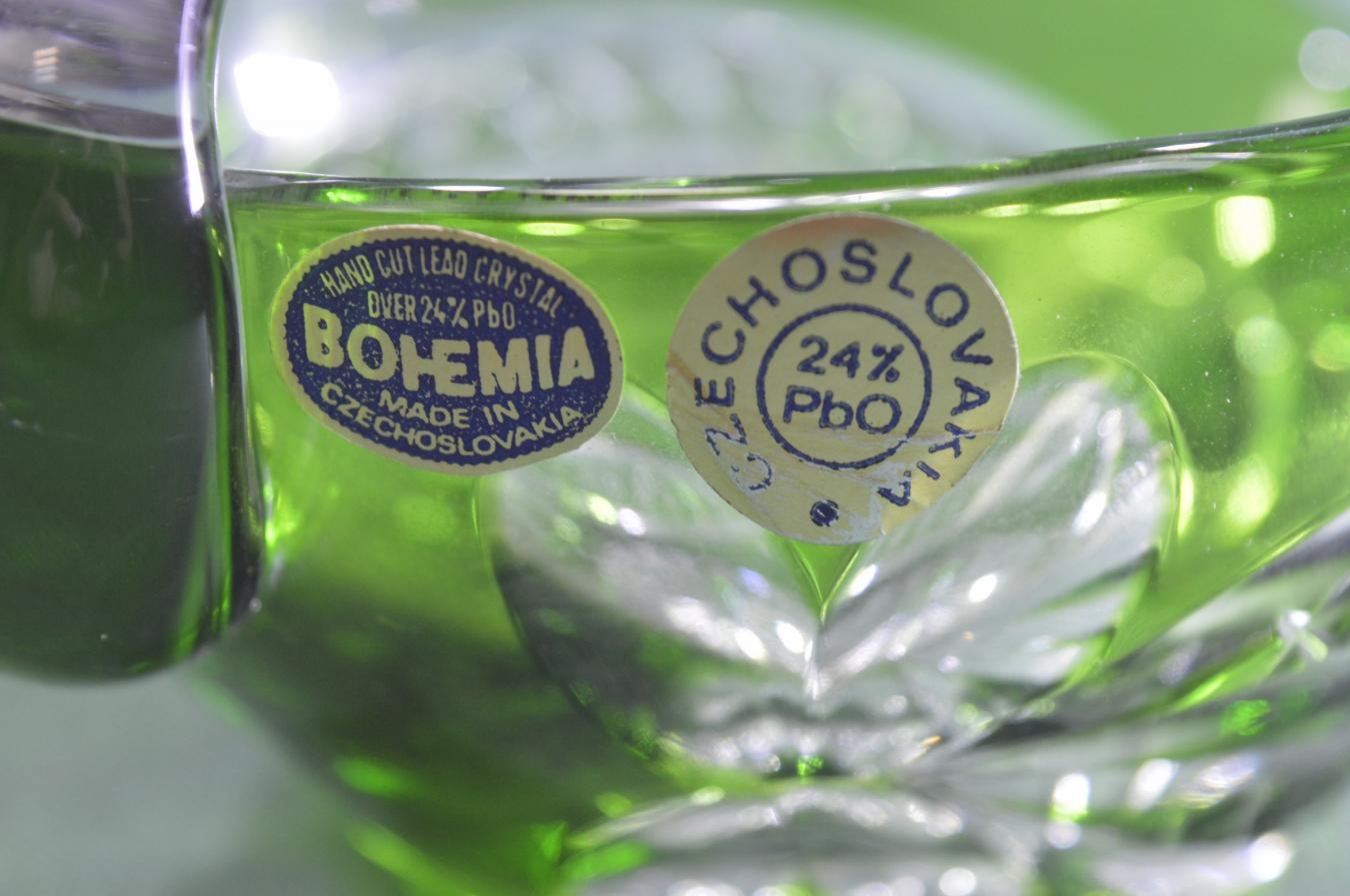 HAND CUT LEAD CRYSTAL
OVER 24% PbO
BOHEMIA
MADE IN
CZECHOSLOVAKIA
CZECHOSLOVAKIA
24%
PbO